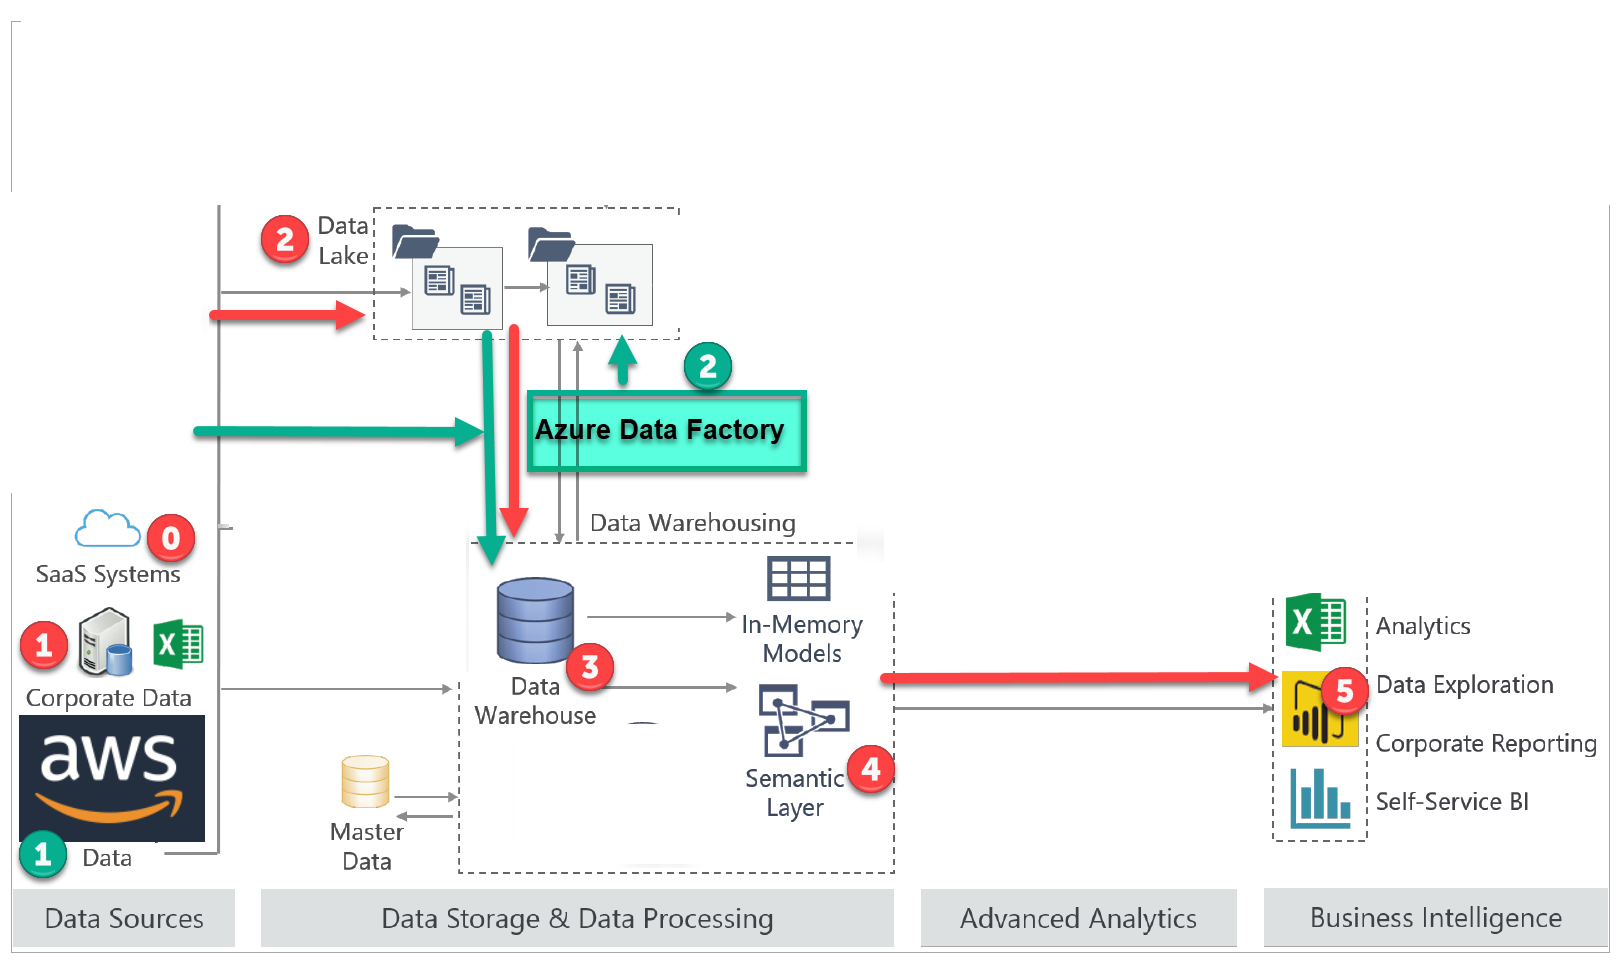 2
Data
Lake
2
Azure Data Factory
Data Warehousing
0
SaaS Systems
1
Corporate Data
aws
1
Data
In-Memory
Models
3
Data
Warehouse
Semantic
Layer
4
Master
Data
5
Analytics
Data Exploration
Corporate Reporting
Self-Service BI
Data Sources
Data Storage & Data Processing
Advanced Analytics
Business Intelligence